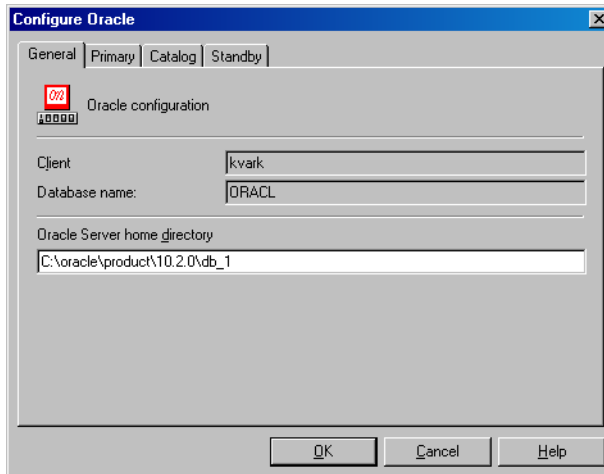 Configure Oracle
General Primary Catalog Standby
Oracle configuration
Client kvark
Database name: ORACL
Oracle Server home directory
C:\oracle\product\10.2.0\db_1
OK Cancel Help